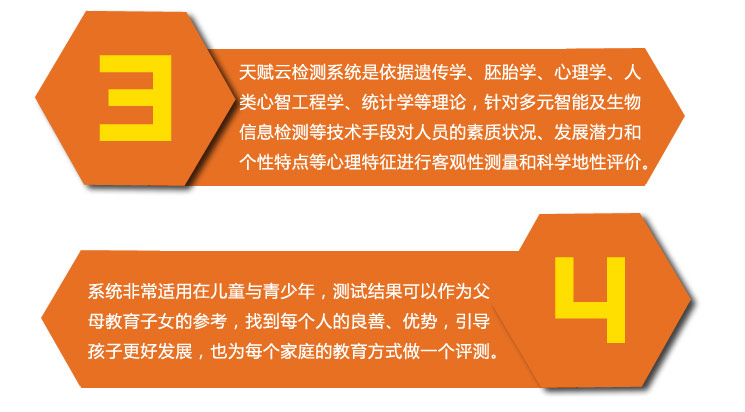 3
天赋云检测系统是依据遗传学、胚胎学、心理学、人
类心智工程学、统计学等理论，针对多元智能及生物
信息检测等技术手段对人员的素质状况、发展潜力和
个性特点等心理特征进行客观性测量和科学地性评价。
4
系统非常适用在儿童与青少年，测试结果可以作为父
母教育子女的参考，找到每个人的良善、优势，引导
孩子更好发展，也为每个家庭的教育方式做一个评测。